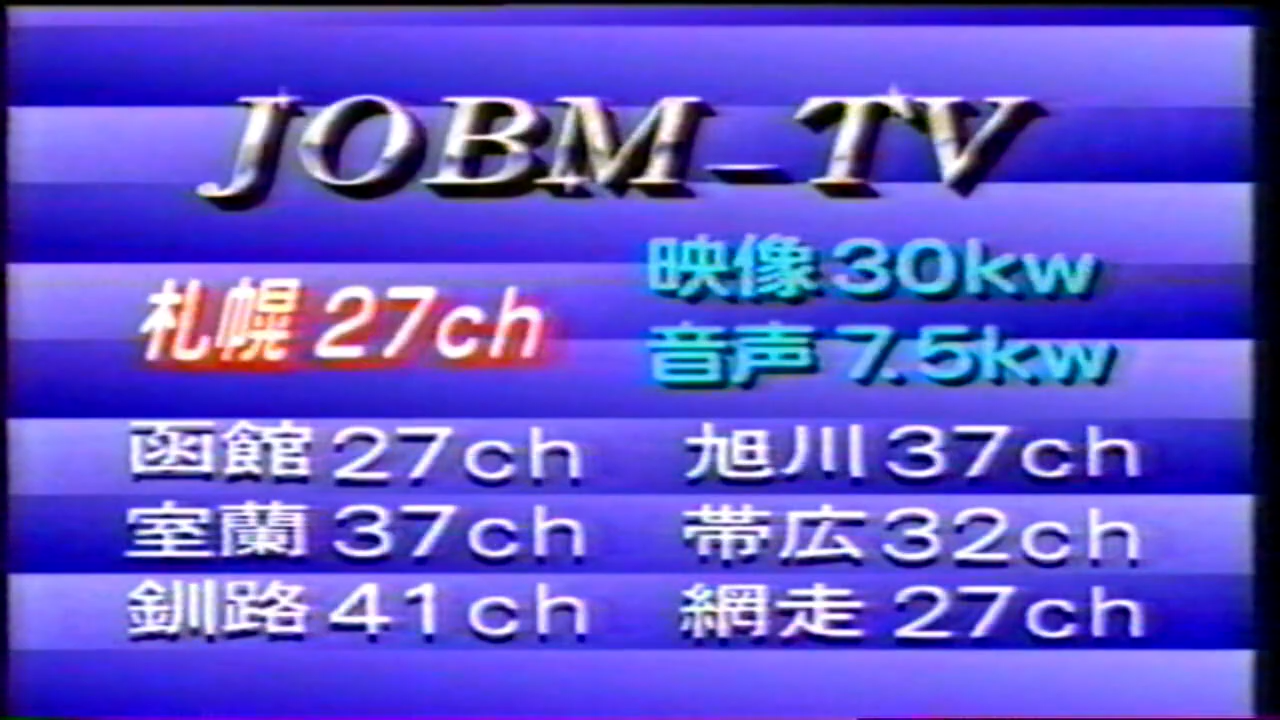 JOBM-TV
札幌 27ch
映像 30kw
音声 7.5kw
函館 27ch 旭川 37ch
室蘭 37ch 帯広 32ch
釧路 41ch 網走 27ch